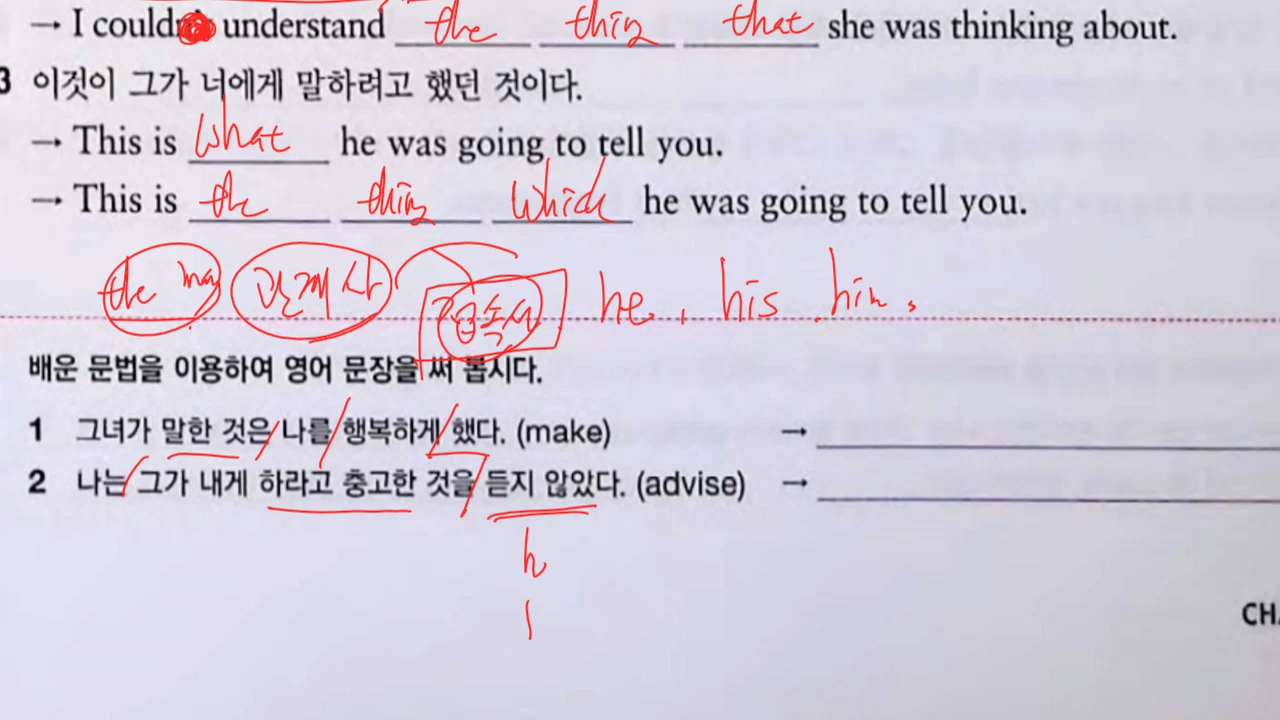 → I could understand the thing that she was thinking about.
3 이것이 그가 너에게 말하려고 했던 것이다.
→ This is what he was going to tell you.
→ This is the thing which he was going to tell you.
the man 관계사 접속사 he, his, him,
배운 문법을 이용하여 영어 문장을 써 봅시다.
1 그녀가 말한 것은 / 나를 / 행복하게 / 했다. (make) →
2 나는 / 그가 내게 하라고 충고한 것을 / 듣지 않았다. (advise) →
h
l
CHA